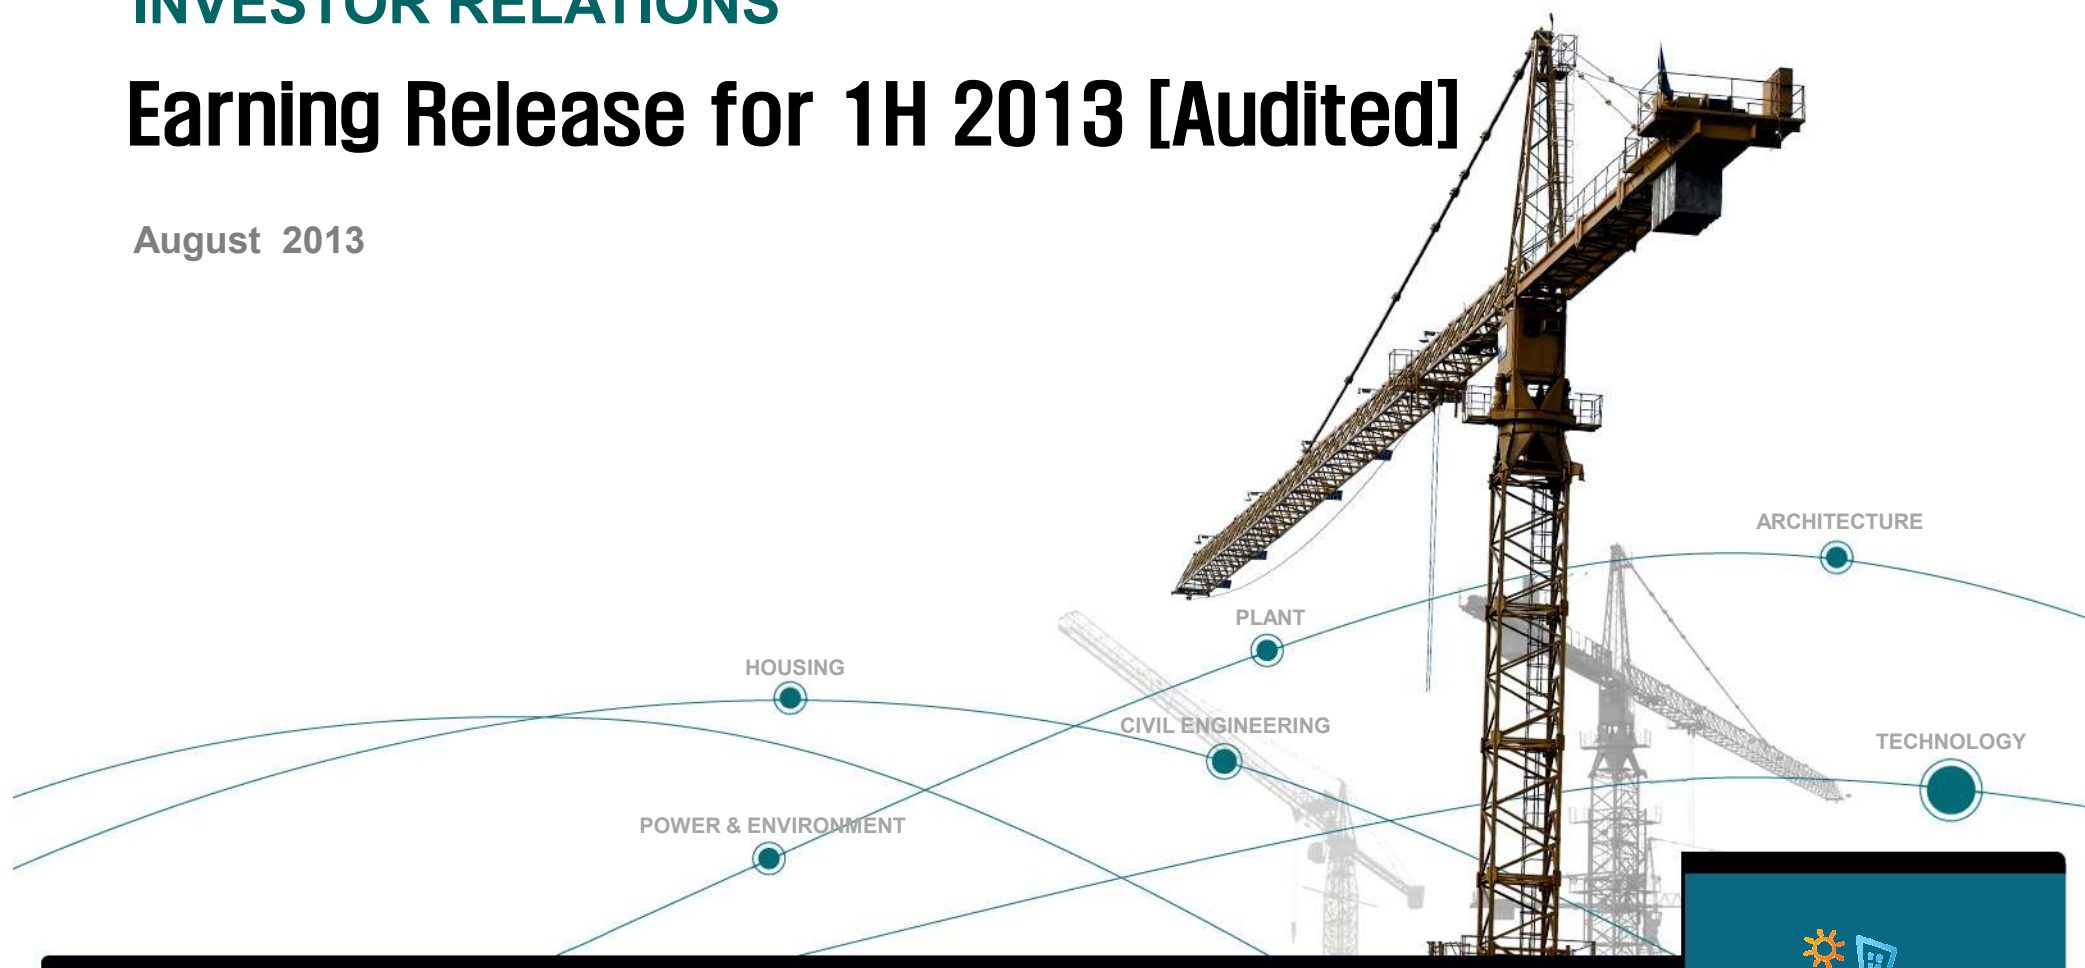 INVESTOR RELATIONS
Earning Release for 1H 2013 [Audited]
August 2013
ARCHITECTURE
PLANT
HOUSING
CIVIL ENGINEERING
TECHNOLOGY
POWER & ENVIRONMENT